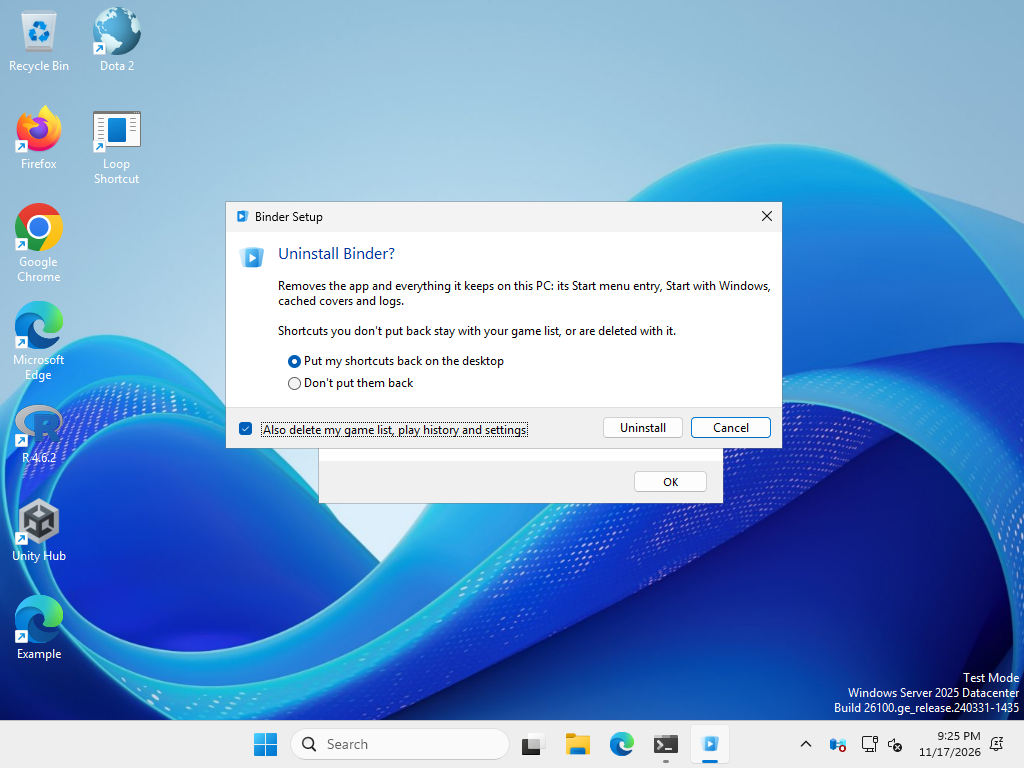 Recycle Bin
Dota 2
Firefox
Loop
Shortcut
Google
Chrome
Microsoft
Edge
R 4.6.2
Unity Hub
Example
Binder Setup
Uninstall Binder?
Removes the app and everything it keeps on this PC: its Start menu entry, Start with Windows,
cached covers and logs.
Shortcuts you don't put back stay with your game list, or are deleted with it.
Put my shortcuts back on the desktop
Don't put them back
Also delete my game list, play history and settings
Uninstall
Cancel
OK
Test Mode
Windows Server 2025 Datacenter
Build 26100.ge_release.240331-1435
Search
9:25 PM
11/17/2026